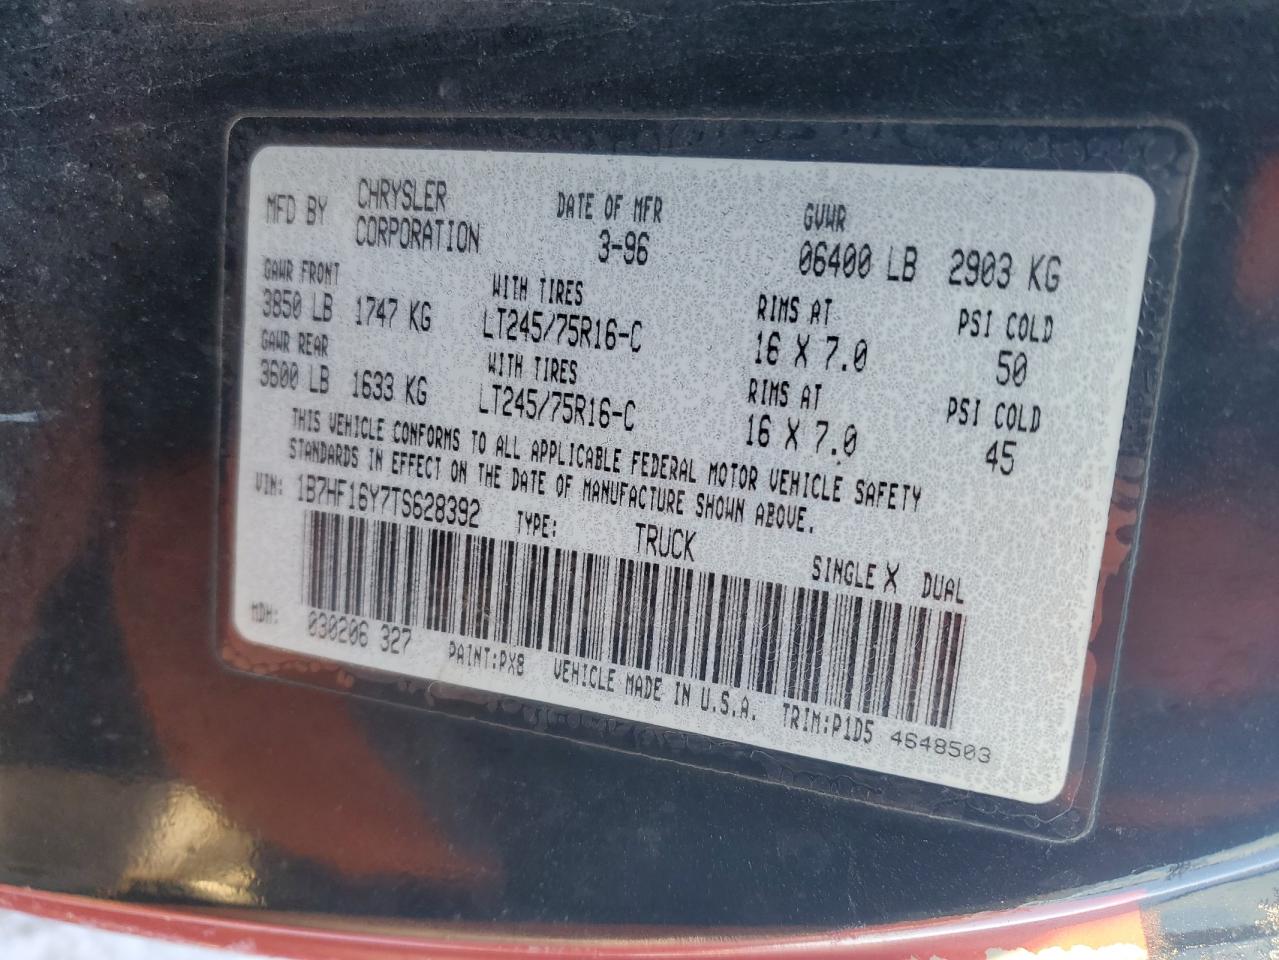 MFD BY CHRYSLER CORPORATION DATE OF MFR 3-96 GVWR 06400 LB 2903 KG
GAWR FRONT WITH TIRES RIMS AT PSI COLD
3850 LB 1747 KG LT245/75R16-C 16 X 7.0 50
GAWR REAR WITH TIRES RIMS AT PSI COLD
3600 LB 1633 KG LT245/75R16-C 16 X 7.0 45
THIS VEHICLE CONFORMS TO ALL APPLICABLE FEDERAL MOTOR VEHICLE SAFETY
STANDARDS IN EFFECT ON THE DATE OF MANUFACTURE SHOWN ABOVE.
VIN: 1B7HF16Y7TS628392 TYPE: TRUCK SINGLE X DUAL
MDH: 030206 327 PAINT:PX8 VEHICLE MADE IN U.S.A. TRIM:P1D5 4648503